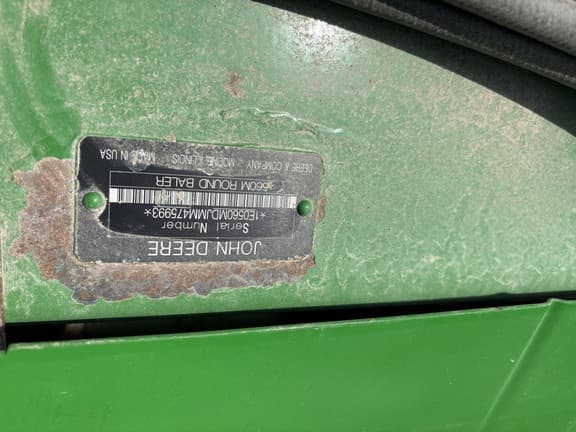 JOHN DEERE
Serial Number
*1E0560MDJMM475993*
560M ROUND BALER
DEERE & COMPANY MOLINE, ILLINOIS MADE IN USA